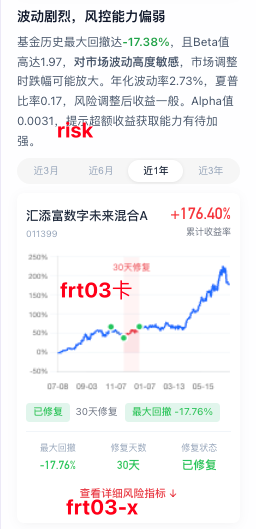 波动剧烈，风控能力偏弱
基金历史最大回撤达-17.38%，且Beta值
高达1.97，对市场波动高度敏感，市场调整
时跌幅可能放大。年化波动率2.73%，夏普
比率0.17，风险调整后收益一般。Alpha值
0.0031，提示超额收益获取能力有待加
强。
risk
近3月 近6月 近1年 近3年
汇添富数字未来混合A +176.40%
011399 累计收益率
250%
30天修复
200%
150%
frt03卡
100%
50%
0%
-50%
07-08 09-03 11-07 01-07 03-13 05-15
已修复 30天修复 最大回撤 -17.76%
最大回撤 修复天数 修复状态
-17.76% 30天 已修复
查看详细风险指标 ↓
frt03-x